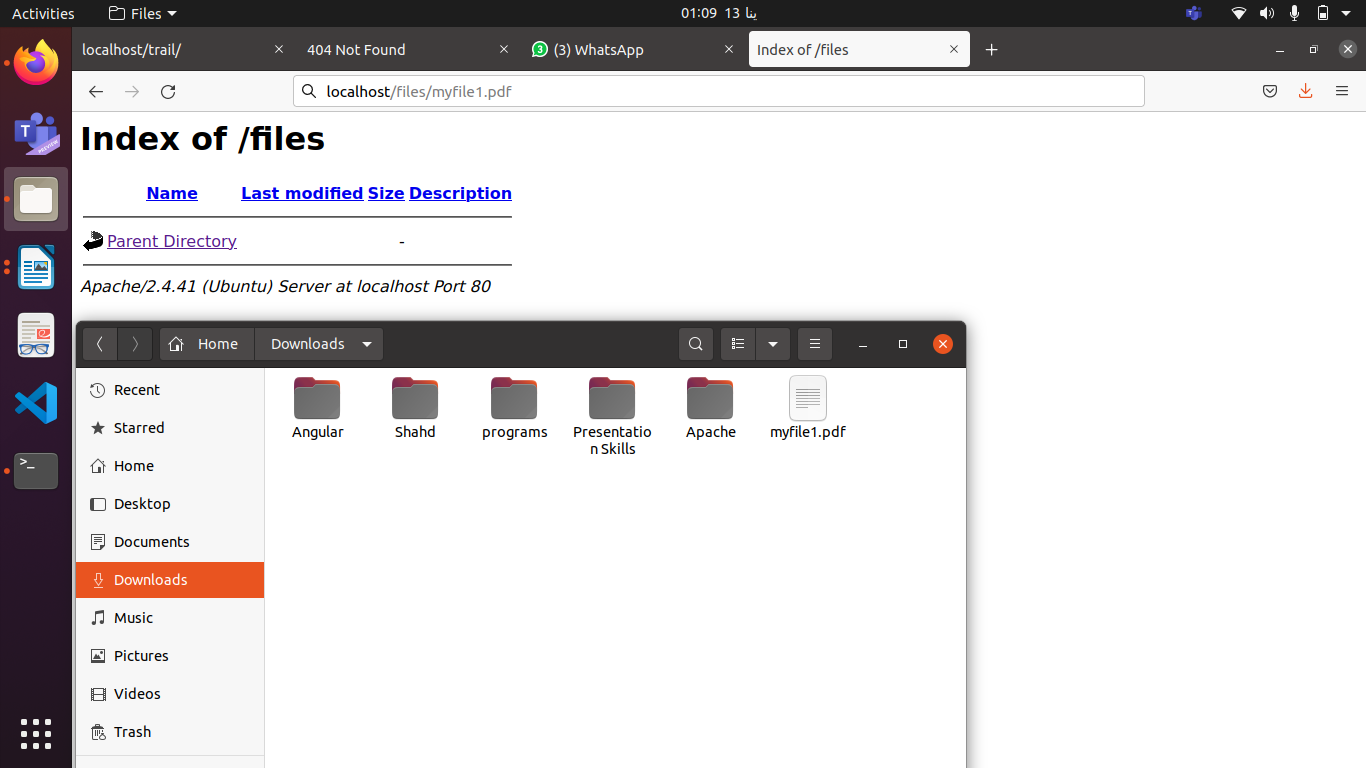 Activities
Files
01:09 13 ينا
localhost/trail/
404 Not Found
3
(3) WhatsApp
Index of /files
localhost/files/myfile1.pdf
Index of /files
Name Last modified Size Description
Parent Directory -
Apache/2.4.41 (Ubuntu) Server at localhost Port 80
T
PREVIEW
>_
Home
Downloads
Recent
Starred
Home
Desktop
Documents
Downloads
Music
Pictures
Videos
Trash
Angular
Shahd
programs
Presentatio
n Skills
Apache
myfile1.pdf